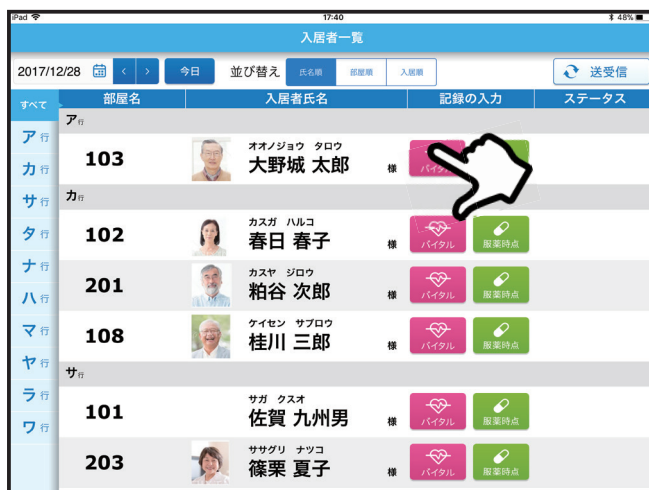 iPad 17:40 48%
入居者一覧
2017/12/28 < > 今日 並び替え 氏名順 部屋順 入居順 送受信
すべて 部屋名 入居者氏名 記録の入力 ステータス
ア行
ア行
オオノジョウ タロウ
103 大野城 太郎 様 バイタル
カ行
サ行
カ行
カスガ ハルコ
タ行 102 春日 春子 様 バイタル 服薬時点
ナ行
カスヤ ジロウ
ハ行 201 粕谷 次郎 様 バイタル 服薬時点
マ行
ケイセン サブロウ
108 桂川 三郎 様 バイタル 服薬時点
ヤ行
サ行
ラ行
サガ クスオ
ワ行 101 佐賀 九州男 様 バイタル 服薬時点
ササグリ ナツコ
203 篠栗 夏子 様 バイタル 服薬時点